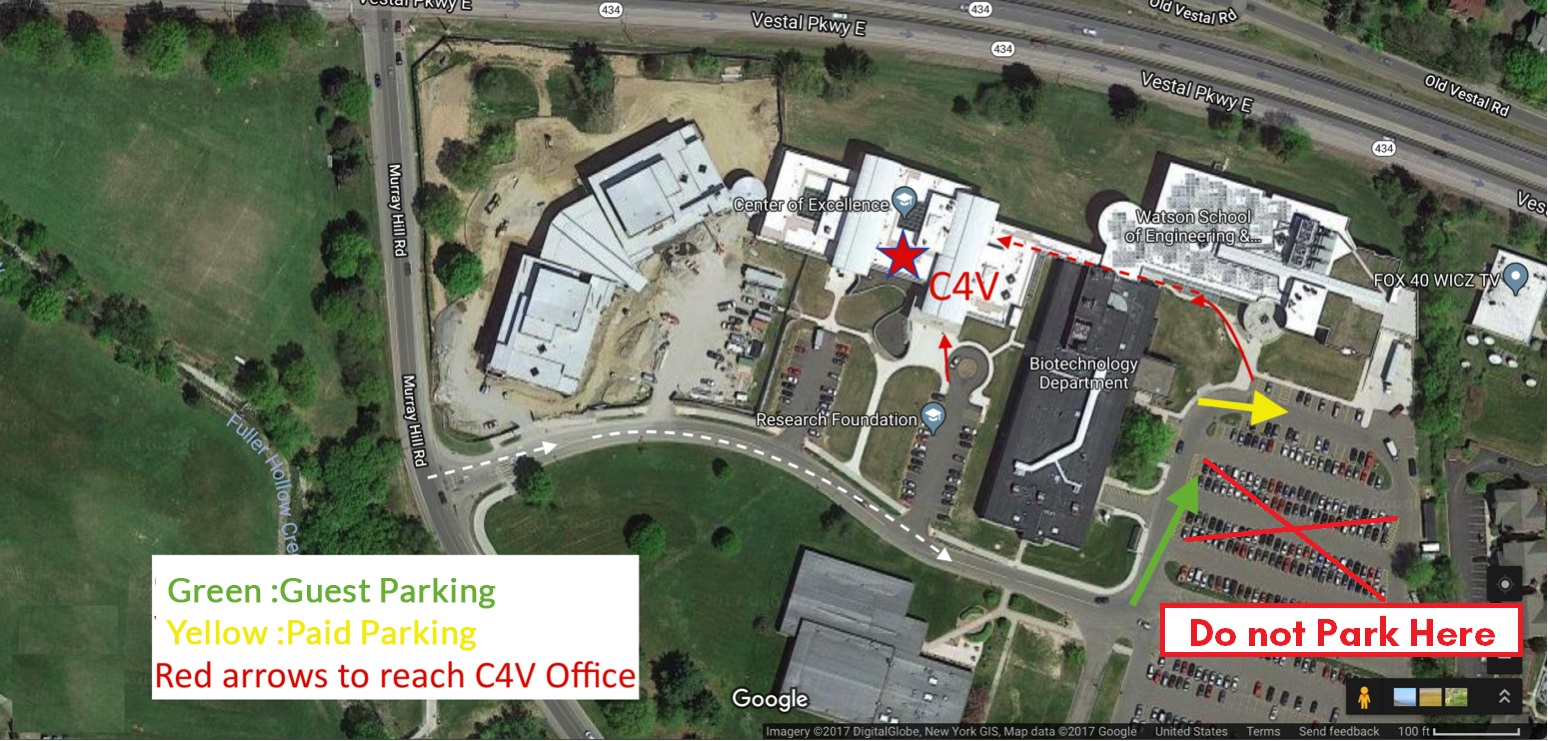 Vestal Pkwy E
434
Vestal Pkwy E
434
Old Vestal Rd
434
Vestal Pkwy E
Old Vestal Rd
434
Murray Hill Rd
Center of Excellence
Watson School
of Engineering &...
FOX 40 WICZ TV
C4V
Biotechnology
Department
Murray Hill Rd
Research Foundation
Fuller Hollow Cre
Green :Guest Parking
Yellow :Paid Parking
Red arrows to reach C4V Office
Do not Park Here
Google
Imagery ©2017 DigitalGlobe, New York GIS, Map data ©2017 Google United States Terms Send feedback 100 ft